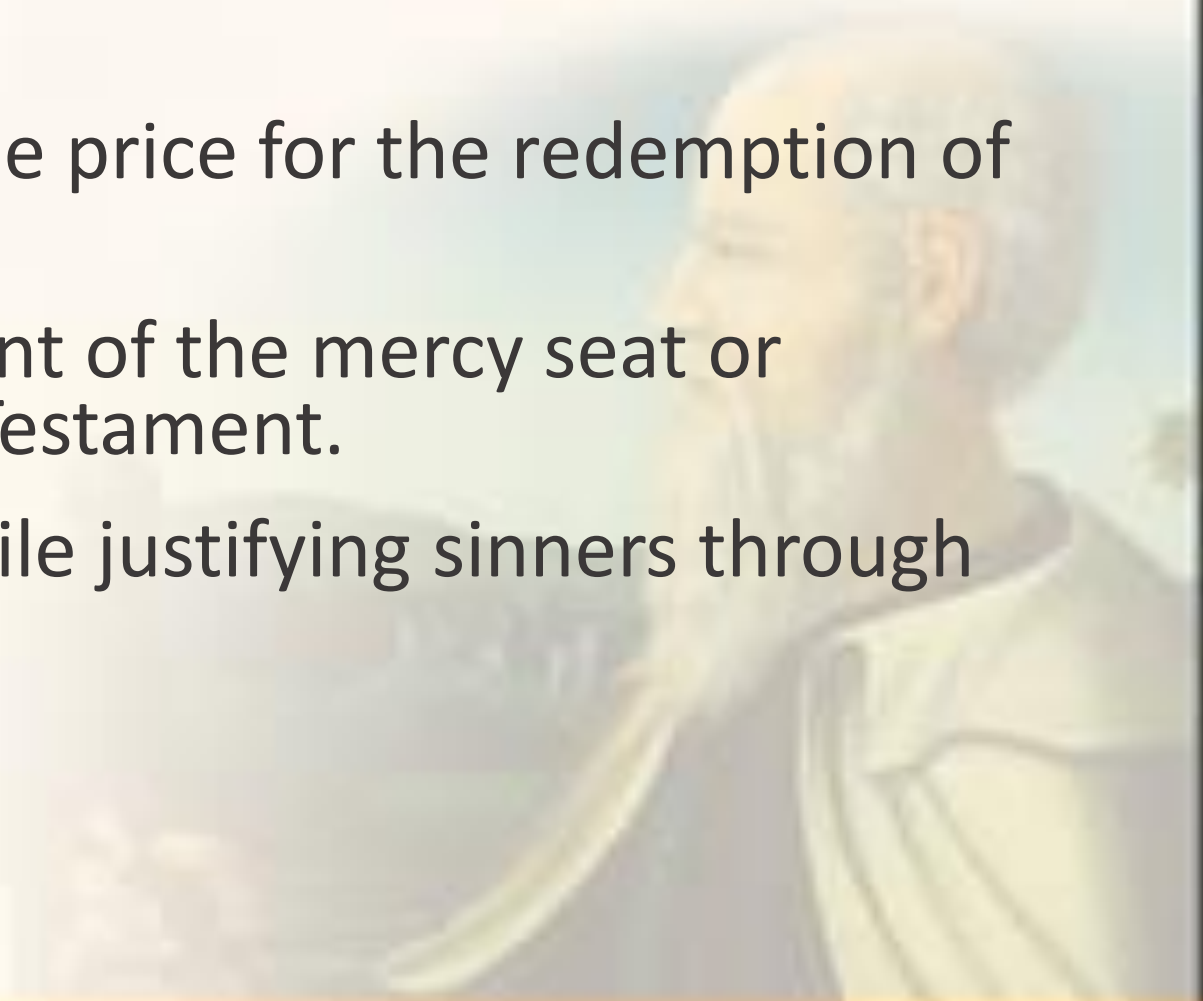 e price for the redemption of
nt of the mercy seat or
estament.
ile justifying sinners through